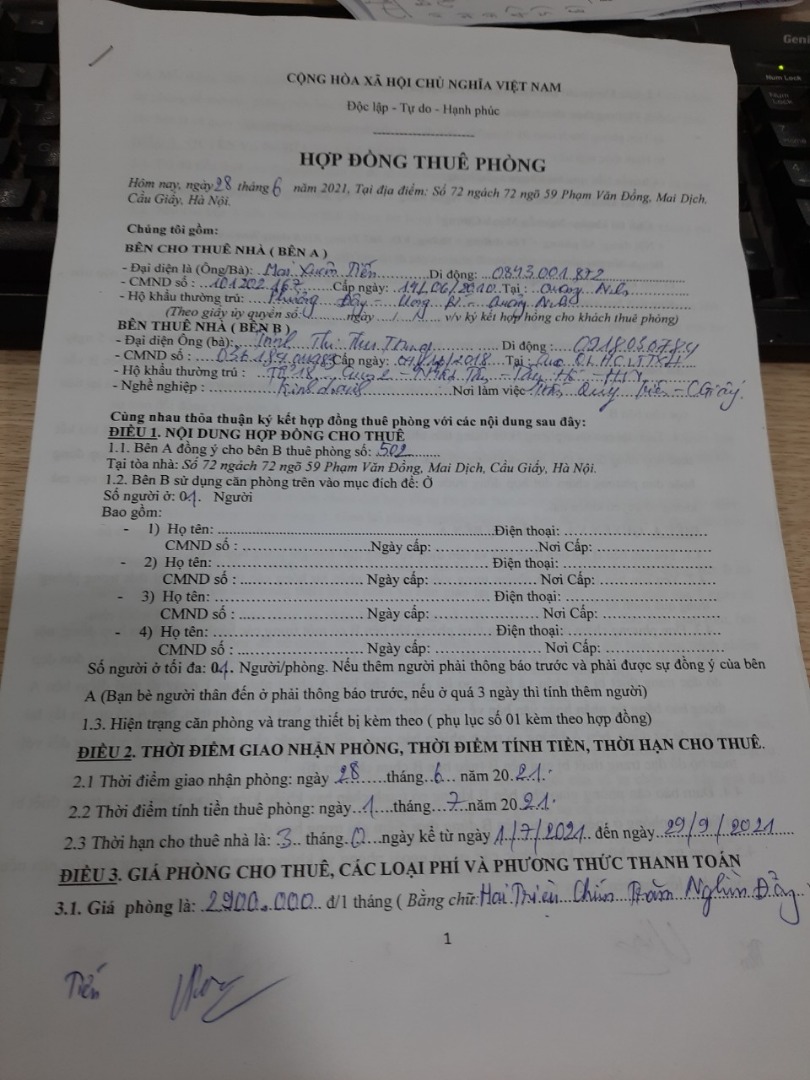 Geni
Num Lock
CỘNG HÒA XÃ HỘI CHỦ NGHĨA VIỆT NAM
Độc lập - Tự do - Hạnh phúc
HỢP ĐỒNG THUÊ PHÒNG
Hôm nay, ngày 28 tháng 6 năm 2021, Tại địa điểm: Số 72 ngách 72 ngõ 59 Phạm Văn Đồng, Mai Dịch,
Cầu Giấy, Hà Nội.
Chúng tôi gồm:
BÊN CHO THUÊ NHÀ ( BÊN A )
- Đại diện là (Ông/Bà): Mai Xuân Tiến Di động: 0843.001.872
- CMND số : 101202167 Cấp ngày: 14/06/2010 Tại : Quảng Ninh
- Hộ khẩu thường trú: Phương - Uông Bí - Quảng Ninh
(Theo giấy ủy quyền số: ngày / / v/v ký kết hợp hồng cho khách thuê phòng)
BÊN THUÊ NHÀ ( BÊN B )
- Đại diện Ông (bà): Thị Thu Di động :
- CMND số : Cấp ngày: /2018 Tại :
- Hộ khẩu thường trú : Tổ 18
- Nghề nghiệp : Kinh doanh Nơi làm việc
Cùng nhau thỏa thuận ký kết hợp đồng thuê phòng với các nội dung sau đây:
ĐIỀU 1. NỘI DUNG HỢP ĐỒNG CHO THUÊ
1.1. Bên A đồng ý cho bên B thuê phòng số: 502
Tại tòa nhà: Số 72 ngách 72 ngõ 59 Phạm Văn Đồng, Mai Dịch, Cầu Giấy, Hà Nội.
1.2. Bên B sử dụng căn phòng trên vào mục đích để: Ở
Số người ở: 01. Người
Bao gồm:
- 1) Họ tên: Điện thoại:
CMND số : Ngày cấp: Nơi Cấp:
- 2) Họ tên: Điện thoại:
CMND số : Ngày cấp: Nơi Cấp:
- 3) Họ tên: Điện thoại:
CMND số : Ngày cấp: Nơi Cấp:
- 4) Họ tên: Điện thoại:
CMND số : Ngày cấp: Nơi Cấp:
Số người ở tối đa: 01. Người/phòng. Nếu thêm người phải thông báo trước và phải được sự đồng ý của bên
A (Bạn bè người thân đến ở phải thông báo trước, nếu ở quá 3 ngày thì tính thêm người)
1.3. Hiện trạng căn phòng và trang thiết bị kèm theo ( phụ lục số 01 kèm theo hợp đồng)
ĐIỀU 2. THỜI ĐIỂM GIAO NHẬN PHÒNG, THỜI ĐIỂM TÍNH TIỀN, THỜI HẠN CHO THUÊ.
2.1 Thời điểm giao nhận phòng: ngày 28 tháng 6 năm 20 21.
2.2 Thời điểm tính tiền thuê phòng: ngày 1 tháng 7 năm 20 21.
2.3 Thời hạn cho thuê nhà là: 3 tháng 0 ngày kể từ ngày 1/7/2021 đến ngày 29/9/2021
ĐIỀU 3. GIÁ PHÒNG CHO THUÊ, CÁC LOẠI PHÍ VÀ PHƯƠNG THỨC THANH TOÁN
3.1. Giá phòng là: 2900.000 đ/1 tháng ( Bằng chữ: Hai Triệu Chín Trăm Nghìn Đồng
1
Tiến